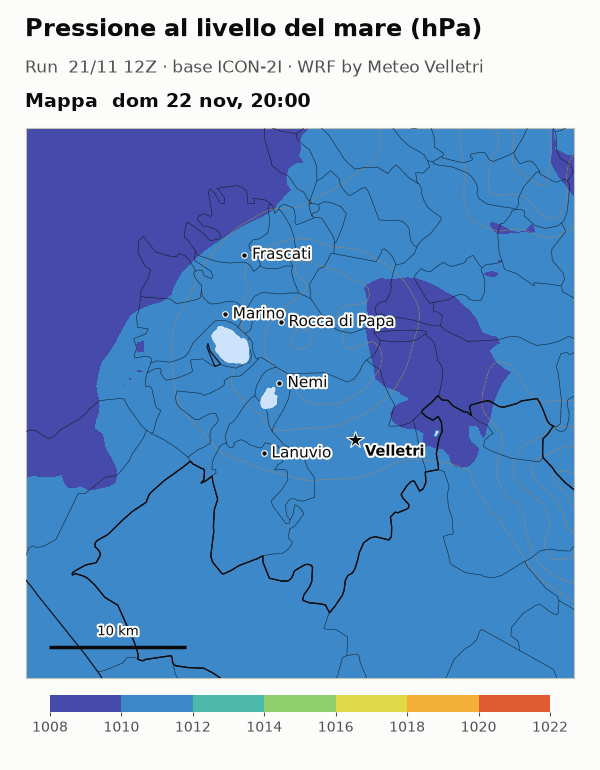 Pressione al livello del mare (hPa)
Run 21/11 12Z · base ICON-2I · WRF by Meteo Velletri
Mappa dom 22 nov, 20:00
Frascati
Marino
Rocca di Papa
Nemi
Velletri
Lanuvio
10 km
1008 1010 1012 1014 1016 1018 1020 1022